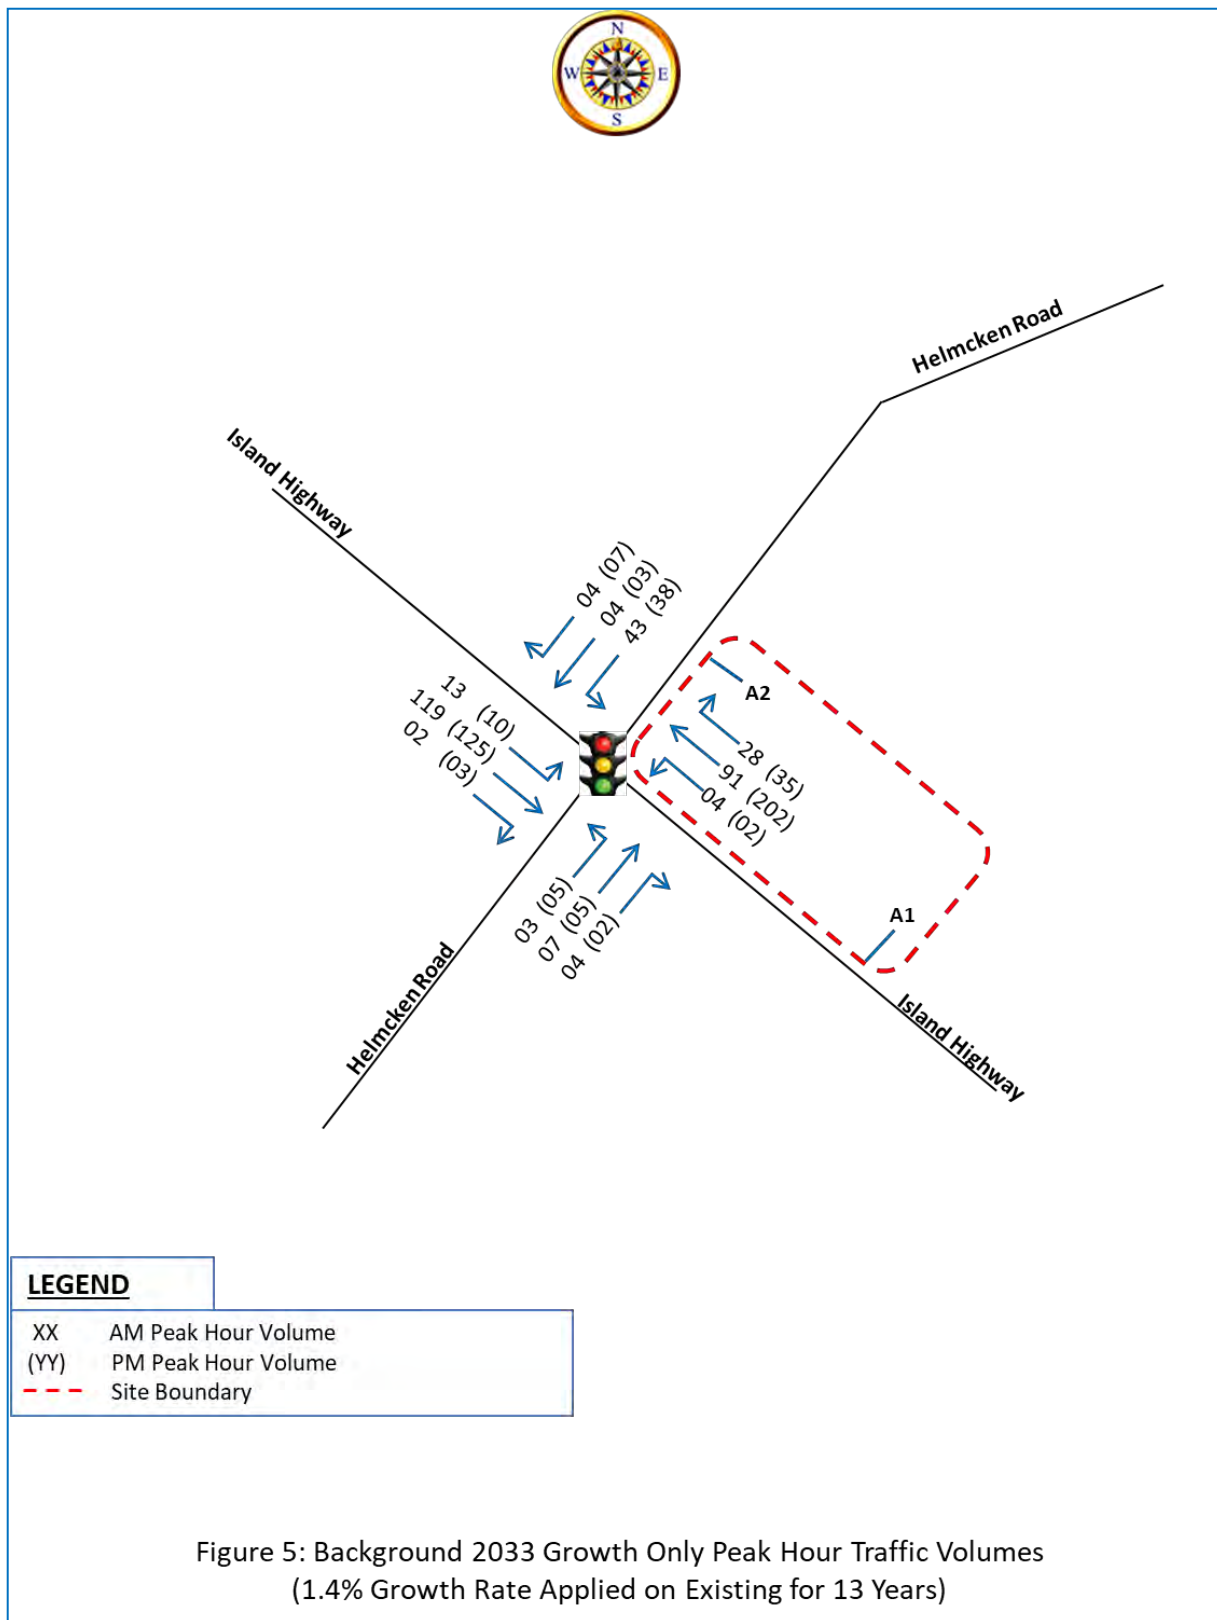 N
W E
S
Helmcken Road
Island Highway
04 (07)
04 (03)
43 (38)
13 (10)
119 (125)
02 (03)
A2
28 (35)
91 (202)
04 (02)
03 (05)
07 (05)
04 (02)
A1
Helmcken Road
Island Highway
LEGEND
XX AM Peak Hour Volume
(YY) PM Peak Hour Volume
Site Boundary
Figure 5: Background 2033 Growth Only Peak Hour Traffic Volumes
(1.4% Growth Rate Applied on Existing for 13 Years)